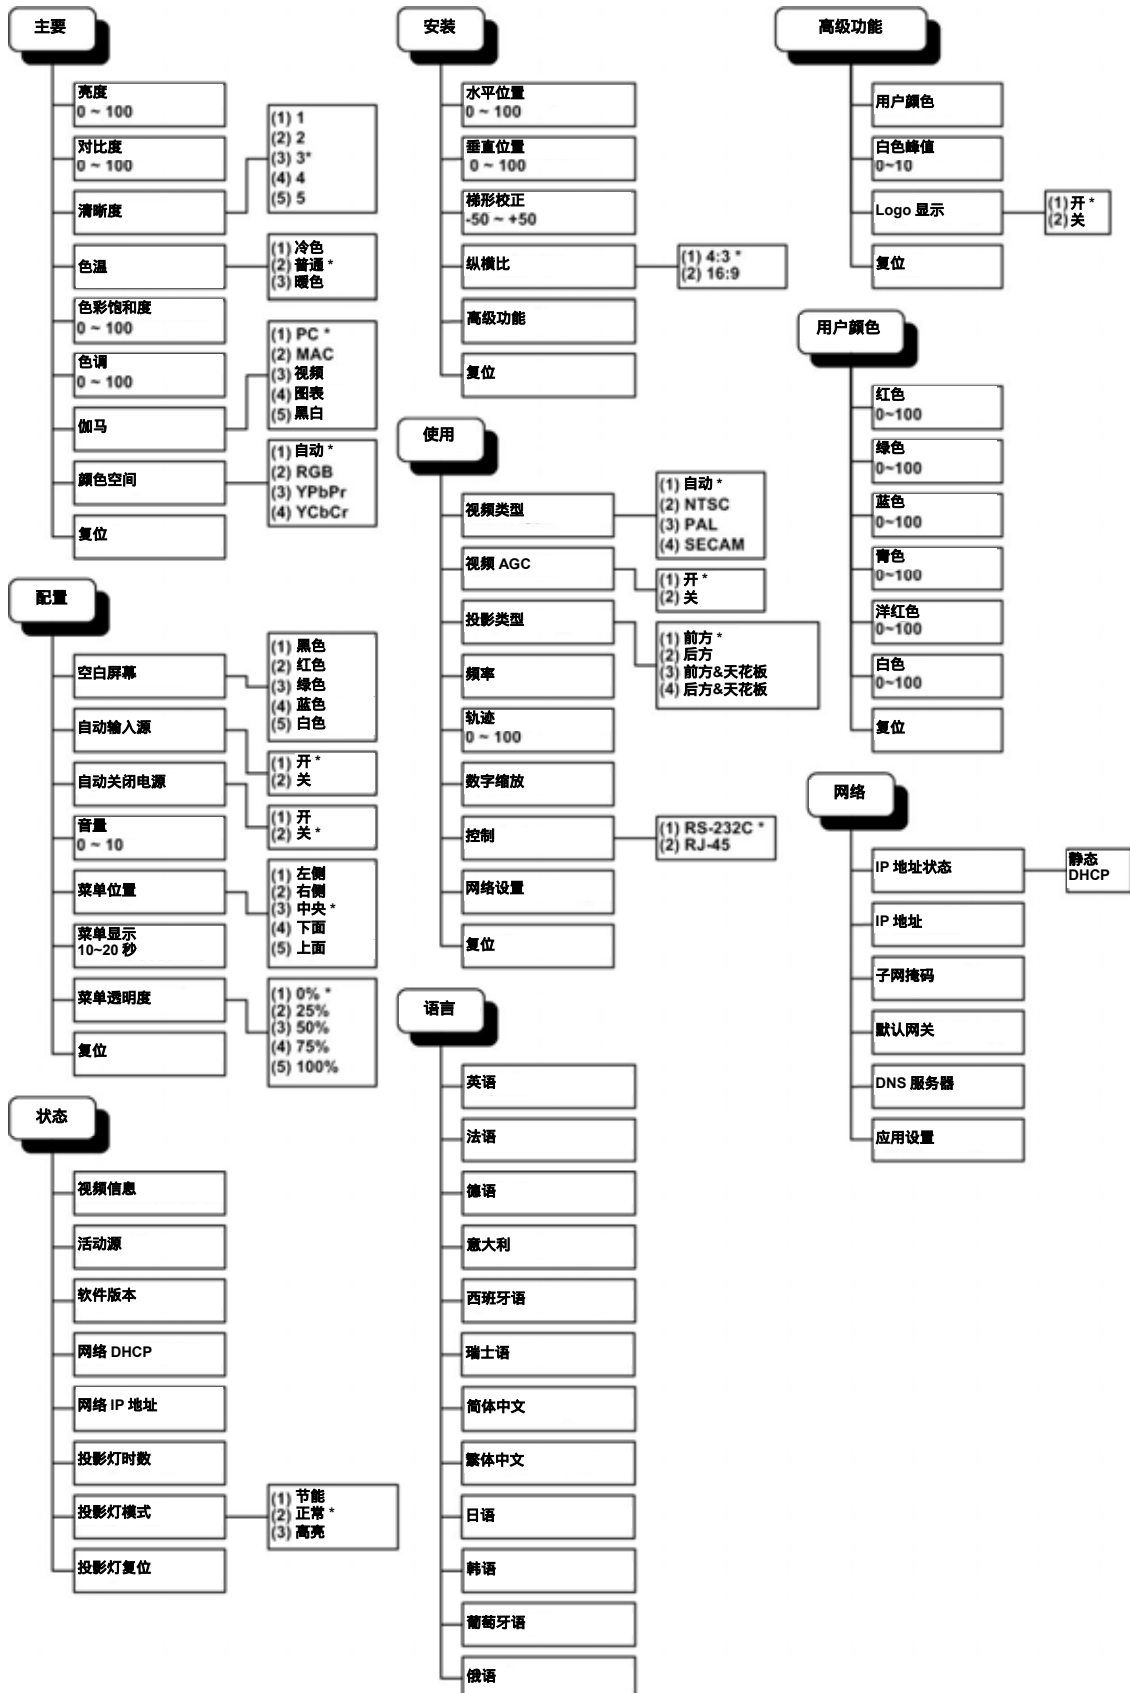 主要
亮度
0 ~ 100
对比度
0 ~ 100
清晰度
(1) 1
(2) 2
(3) 3*
(4) 4
(5) 5
色温
(1) 冷色
(2) 普通 *
(3) 暖色
色彩饱和度
0 ~ 100
色调
0 ~ 100
伽马
(1) PC *
(2) MAC
(3) 视频
(4) 图表
(5) 黑白
颜色空间
(1) 自动 *
(2) RGB
(3) YPbPr
(4) YCbCr
复位
配置
空白屏幕
(1) 黑色
(2) 红色
(3) 绿色
(4) 蓝色
(5) 白色
自动输入源
(1) 开 *
(2) 关
自动关闭电源
(1) 开
(2) 关 *
音量
0 ~ 10
菜单位置
(1) 左侧
(2) 右侧
(3) 中央 *
(4) 下面
(5) 上面
菜单显示
10~20 秒
菜单透明度
(1) 0% *
(2) 25%
(3) 50%
(4) 75%
(5) 100%
复位
状态
视频信息
活动源
软件版本
网络 DHCP
网络 IP 地址
投影灯时数
投影灯模式
(1) 节能
(2) 正常 *
(3) 高亮
投影灯复位
安装
水平位置
0 ~ 100
垂直位置
0 ~ 100
梯形校正
-50 ~ +50
纵横比
(1) 4:3 *
(2) 16:9
高级功能
复位
使用
视频类型
(1) 自动 *
(2) NTSC
(3) PAL
(4) SECAM
视频 AGC
(1) 开 *
(2) 关
投影类型
(1) 前方 *
(2) 后方
(3) 前方&天花板
(4) 后方&天花板
频率
轨迹
0 ~ 100
数字缩放
控制
(1) RS-232C *
(2) RJ-45
网络设置
复位
语言
英语
法语
德语
意大利
西班牙语
瑞士语
简体中文
繁体中文
日语
韩语
葡萄牙语
俄语
高级功能
用户颜色
白色峰值
0~10
Logo 显示
(1) 开 *
(2) 关
复位
用户颜色
红色
0~100
绿色
0~100
蓝色
0~100
青色
0~100
洋红色
0~100
白色
0~100
复位
网络
IP 地址状态
静态
DHCP
IP 地址
子网掩码
默认网关
DNS 服务器
应用设置